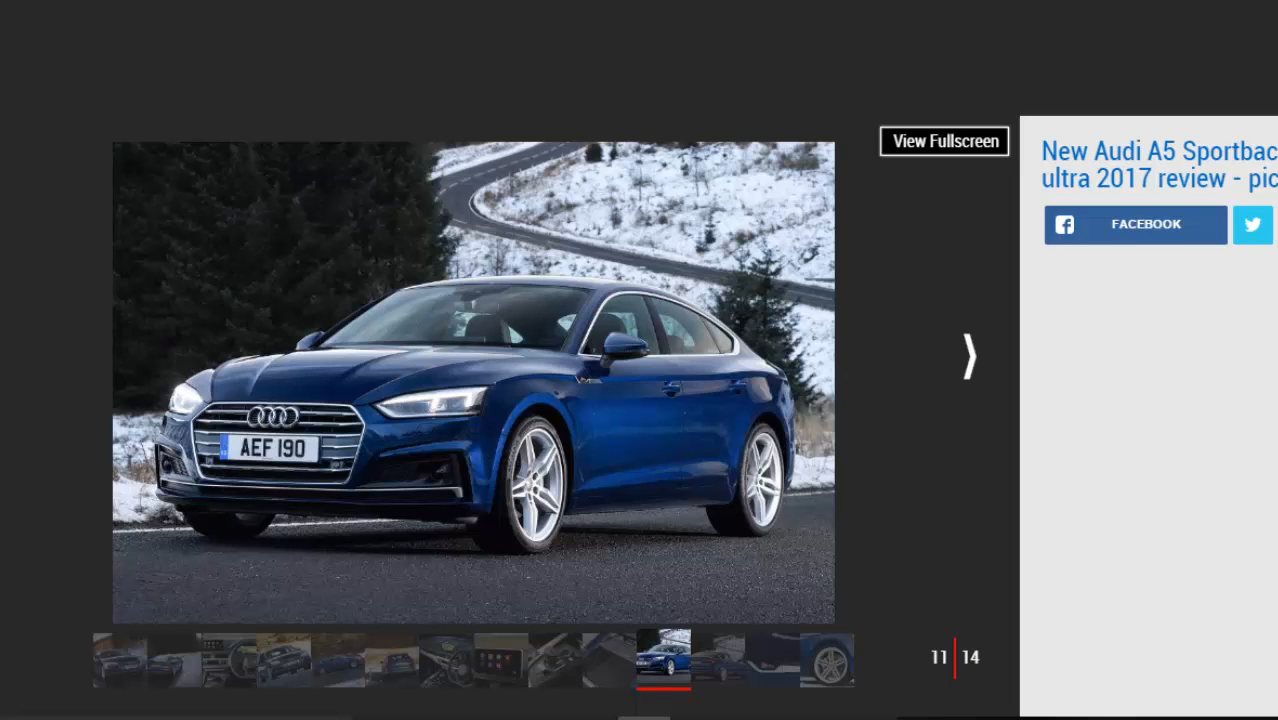 View Fullscreen
New Audi A5 Sportbac
ultra 2017 review - pic
FACEBOOK
AEF 190
11 14